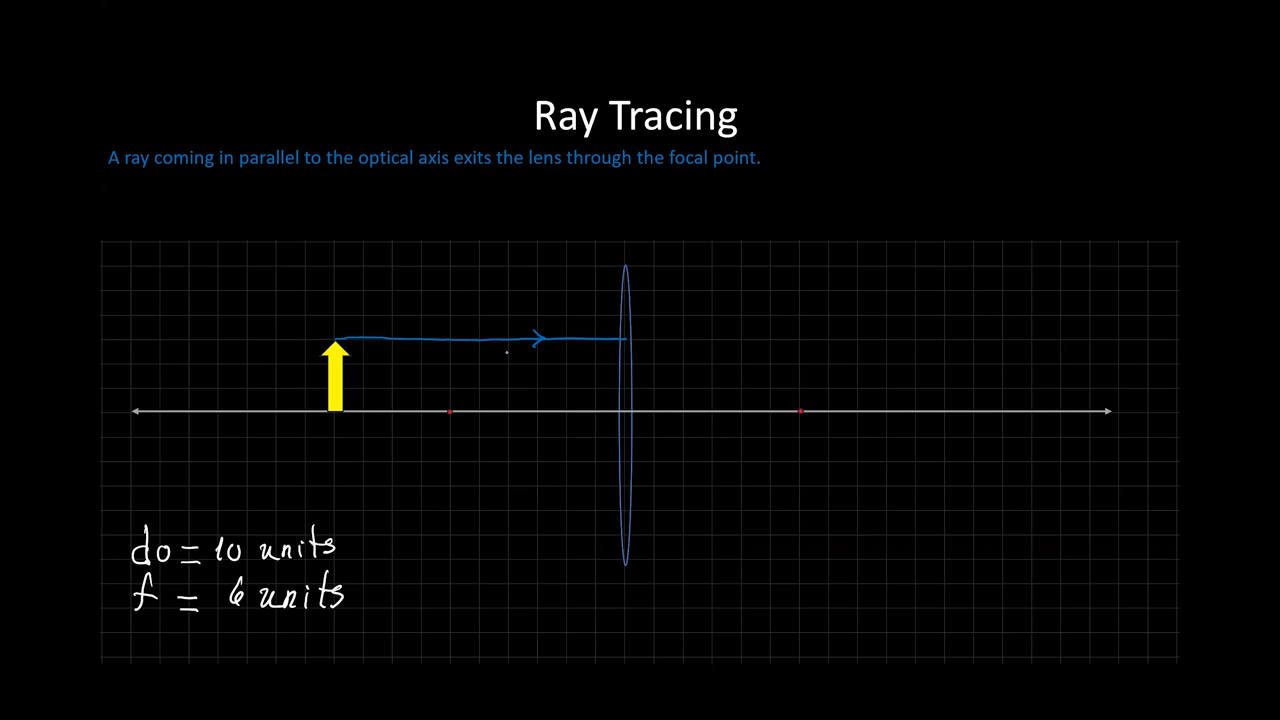 Ray Tracing
A ray coming in parallel to the optical axis exits the lens through the focal point.
do = 10 units
f = 6 units